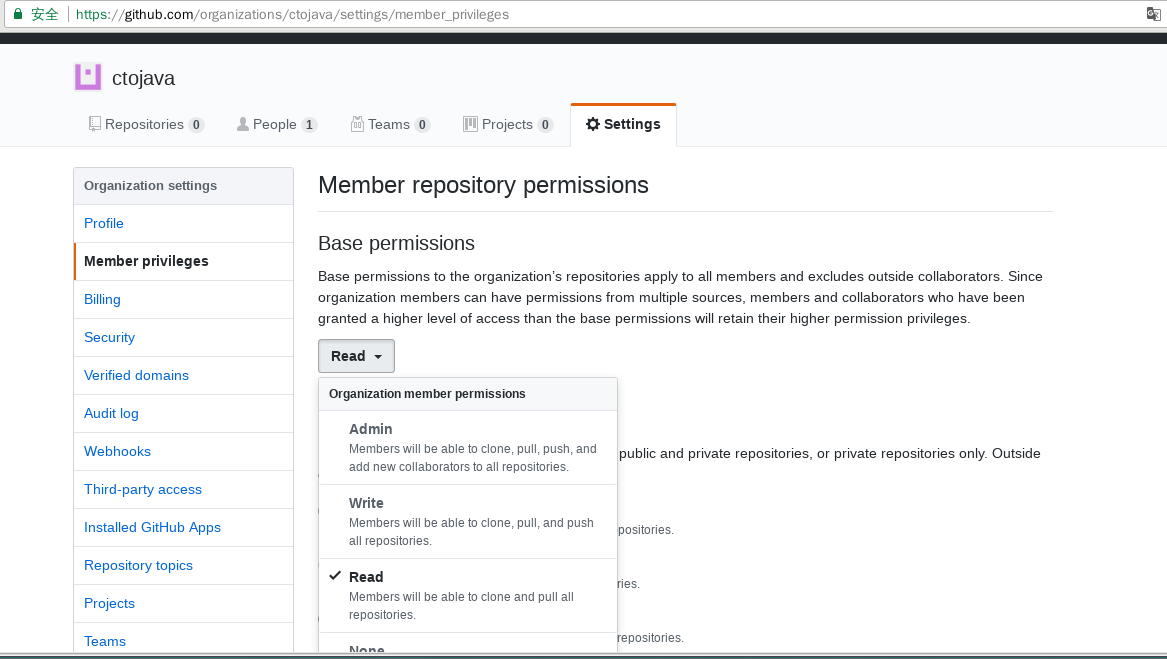 安全 https://github.com/organizations/ctojava/settings/member_privileges
ctojava
Repositories 0 People 1 Teams 0 Projects 0 Settings
Organization settings
Profile
Member privileges
Billing
Security
Verified domains
Audit log
Webhooks
Third-party access
Installed GitHub Apps
Repository topics
Projects
Teams
Member repository permissions
Base permissions
Base permissions to the organization’s repositories apply to all members and excludes outside collaborators. Since
organization members can have permissions from multiple sources, members and collaborators who have been
granted a higher level of access than the base permissions will retain their higher permission privileges.
Read
Organization member permissions
Admin
Members will be able to clone, pull, push, and
add new collaborators to all repositories.
Write
Members will be able to clone, pull, and push
all repositories.
Read
Members will be able to clone and pull all
repositories.
None
public and private repositories, or private repositories only. Outside
positories.
ries.
repositories.